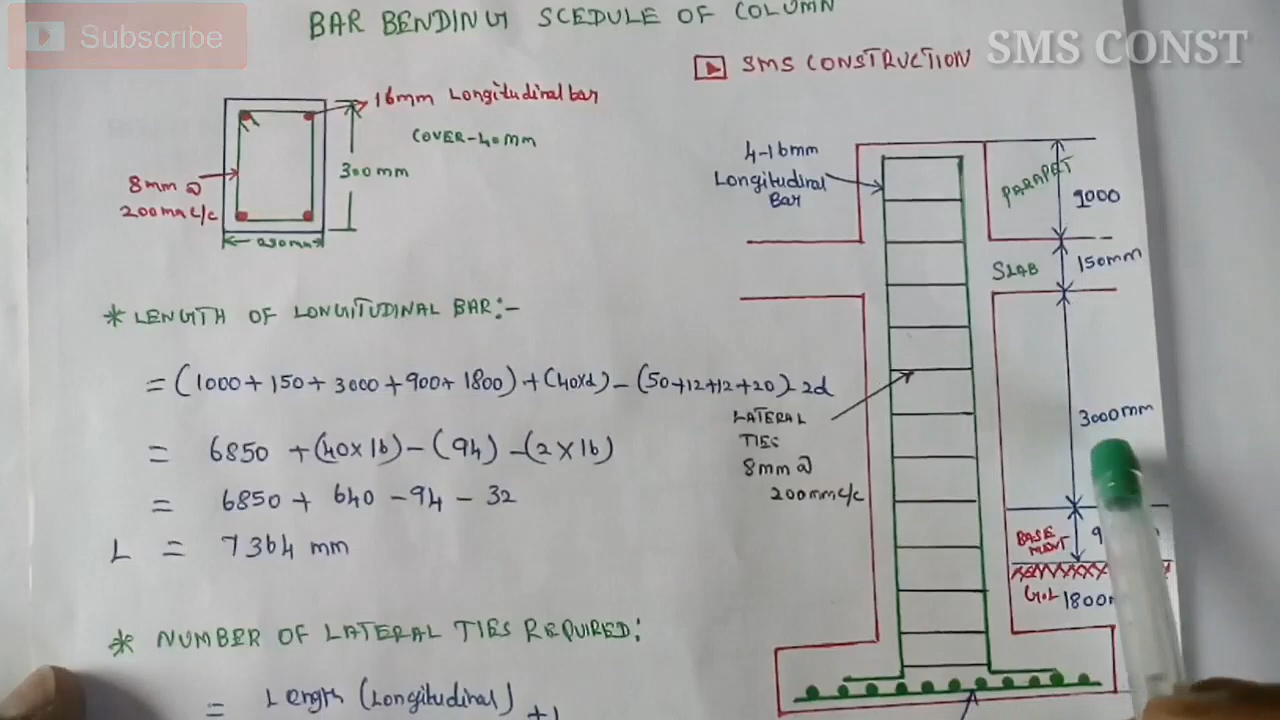 Subscribe
BAR BENDING SCEDULE OF COLUMN
SMS CONST
SMS CONSTRUCTION
16mm Longitudinal bar
COVER-40mm
300mm
8mm @
200mm c/c
230mm
4-16mm
Longitudinal
Bar
PARAPET
1000
SLAB
150mm
* LENGTH OF LONGITUDINAL BAR:-
= (1000+150+3000+900+1800)+(40xd)-(50+12+12+20)-2d
= 6850 +(40x16)-(94)-(2x16)
= 6850 + 640 -94 - 32
L = 7364 mm
LATERAL
TIES
8mm @
200mm c/c
3000mm
BASE
MENT
9
G.L
1800
* NUMBER OF LATERAL TIES REQUIRED:
= Length (Longitudinal) +1